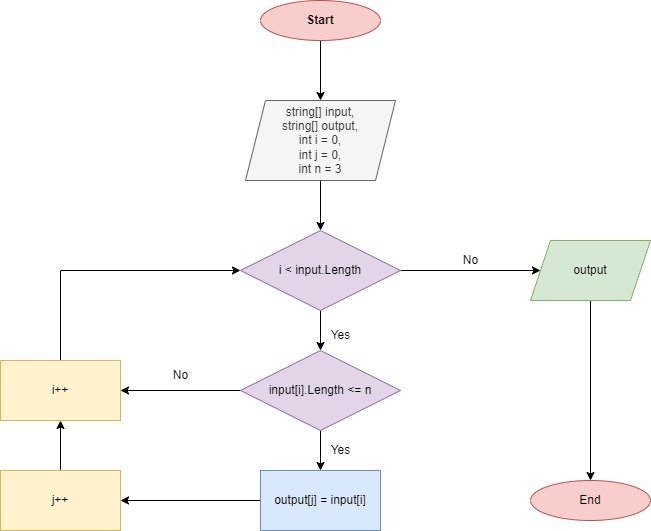 Start
string[] input,
string[] output,
int i = 0,
int j = 0,
int n = 3
i < input.Length
No
output
Yes
i++
No
input[i].Length <= n
Yes
j++
output[j] = input[i]
End